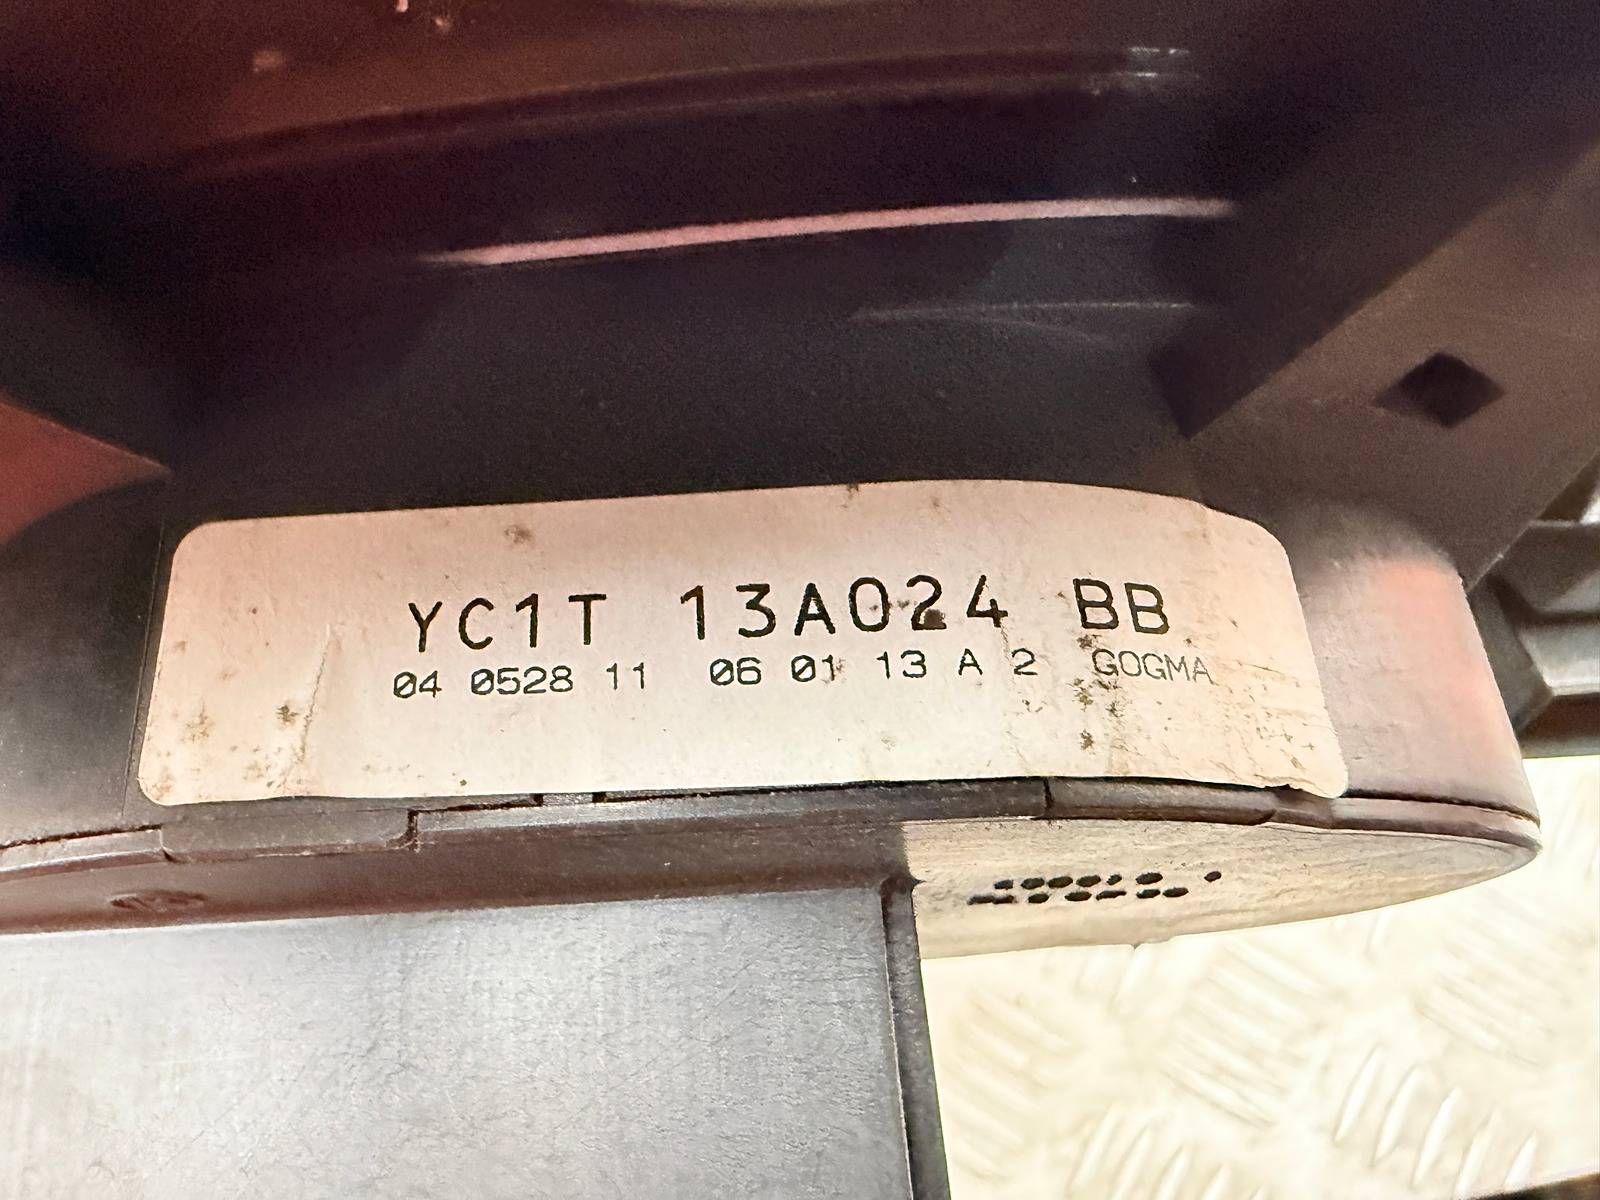 YC1T 13A024 BB
04 0528 11 06 01 13 A 2 GOGMA